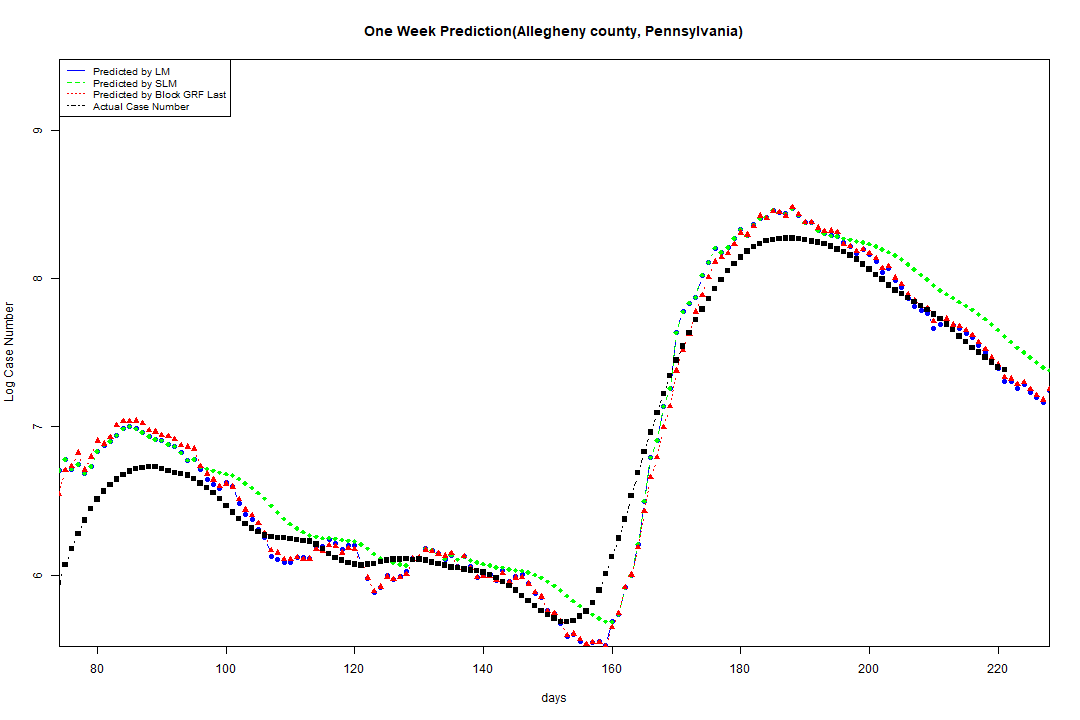 One Week Prediction(Allegheny county, Pennsylvania)
Predicted by LM
Predicted by SLM
Predicted by Block GRF Last
Actual Case Number
9
8
7
6
Log Case Number
80 100 120 140 160 180 200 220
days